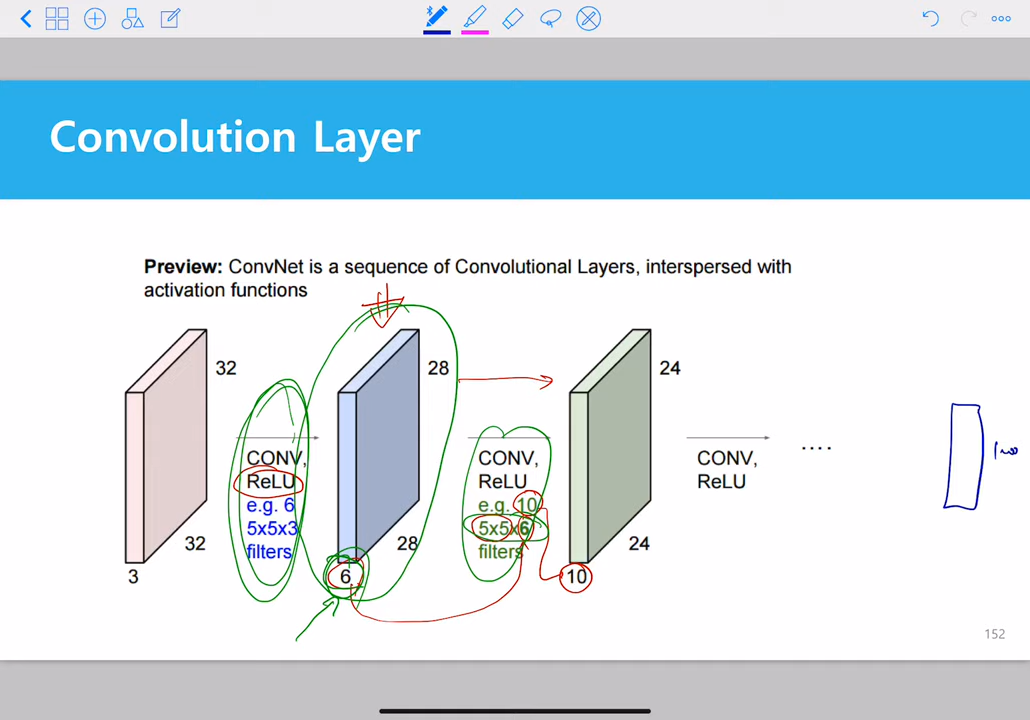 Convolution Layer
Preview: ConvNet is a sequence of Convolutional Layers, interspersed with
activation functions
32
28
24
CONV,
ReLU
e.g. 6
5x5x3
filters
CONV,
ReLU
e.g. 10
5x5x6
filters
CONV,
ReLU
....
32
28
24
3
6
10
152